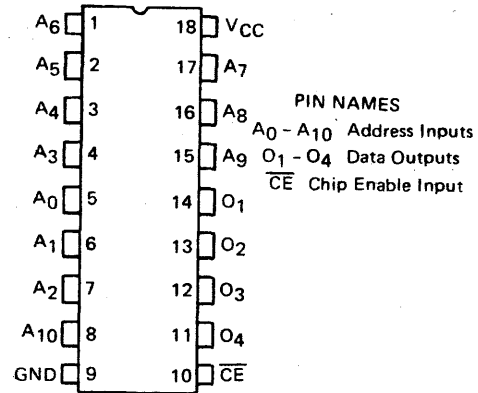 A6 1 18 VCC
A5 2 17 A7
A4 3 16 A8
A3 4 15 A9
A0 5 14 O1
A1 6 13 O2
A2 7 12 O3
A10 8 11 O4
GND 9 10 C̅E̅
PIN NAMES
A0 – A10 Address Inputs
O1 – O4 Data Outputs
C̅E̅ Chip Enable Input